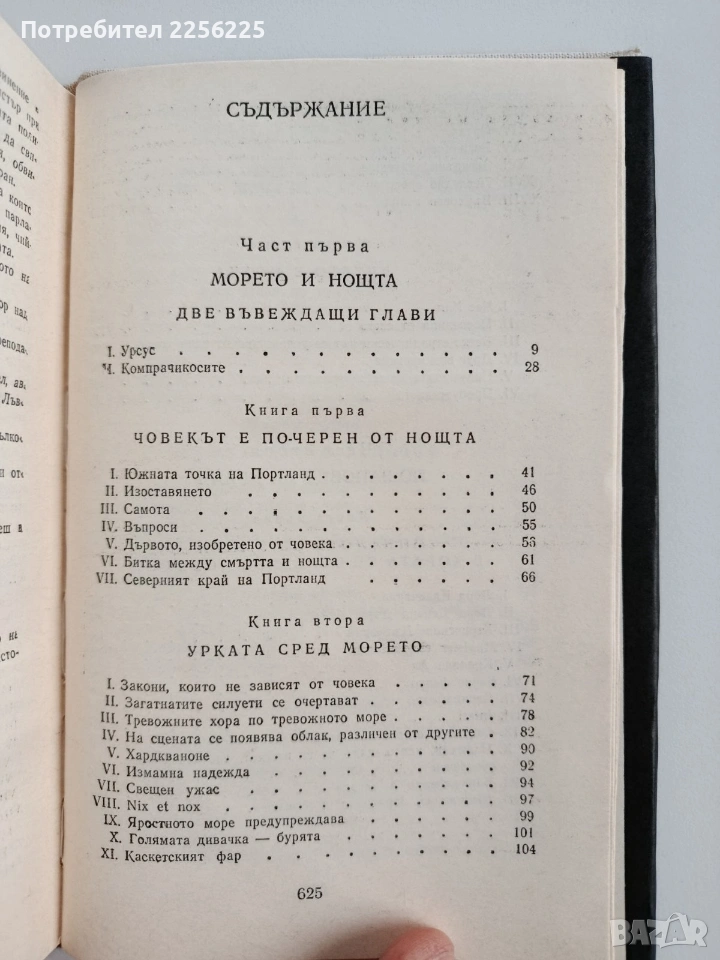 Потребител 2256225
СЪДЪРЖАНИЕ
Част първа
МОРЕТО И НОЩТА
ДВЕ ВЪВЕЖДАЩИ ГЛАВИ
I. Урсус . . . . . . . . . . 9
Ч. Компрачикосите . . . . . . . . 28
Книга първа
ЧОВЕКЪТ Е ПО-ЧЕРЕН ОТ НОЩТА
I. Южната точка на Портланд . . . . . . 41
II. Изоставянето . . . . . . . . 46
III. Самота . . . . . . . . . 50
IV. Въпроси . . . . . . . . . 55
V. Дървото, изобретено от човека . . . . . 53
VI. Битка между смъртта и нощта . . . . . 61
VII. Северният край на Портланд . . . . . 66
Книга втора
УРКАТА СРЕД МОРЕТО
I. Закони, които не зависят от човека . . . . 71
II. Загатнатите силуети се очертават . . . . . 74
III. Тревожните хора по тревожното море . . . . 78
IV. На сцената се появява облак, различен от другите . . 82
V. Хардкваноне . . . . . . . . 90
VI. Измамна надежда . . . . . . . 92
VII. Свещен ужас . . . . . . . . 94
VIII. Nix et nox . . . . . . . . 97
IX. Яростното море предупреждава . . . . . 99
X. Голямата дивачка — бурята . . . . . . 101
XI. Каскетският фар . . . . . . . 104
625
BAZAR